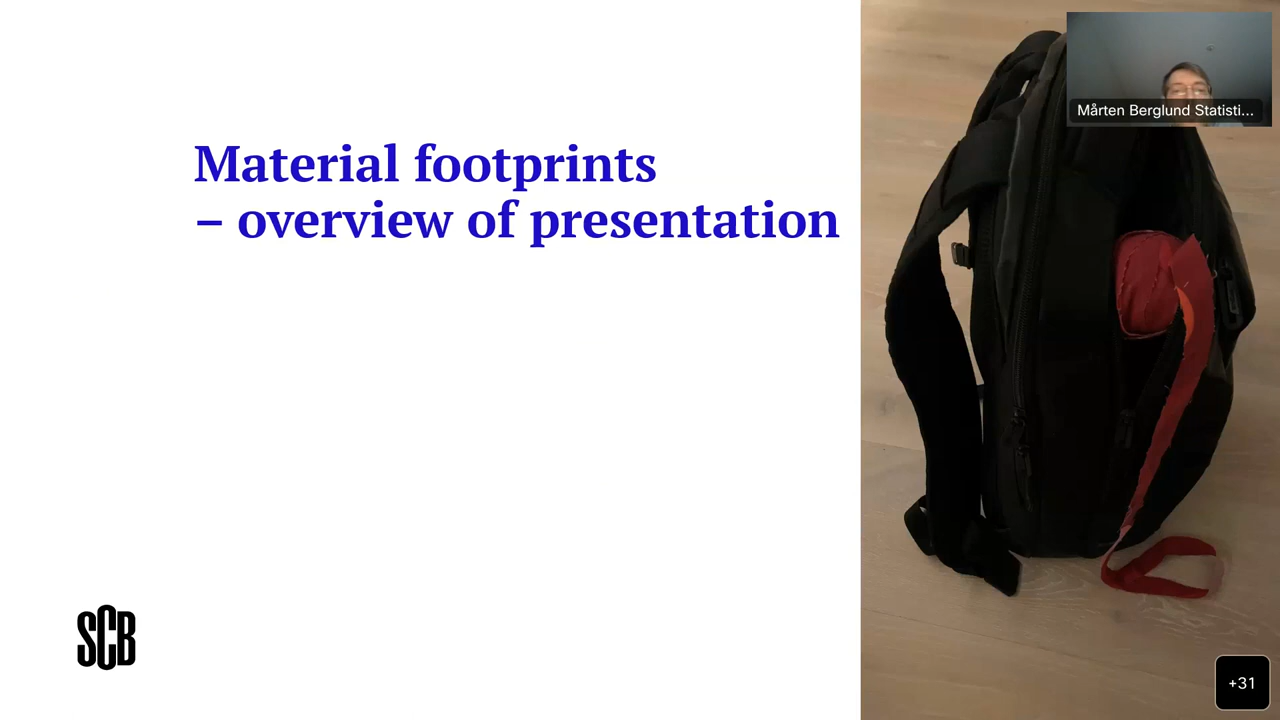 Material footprints
– overview of presentation
Mårten Berglund Statisti...
SCB
+31